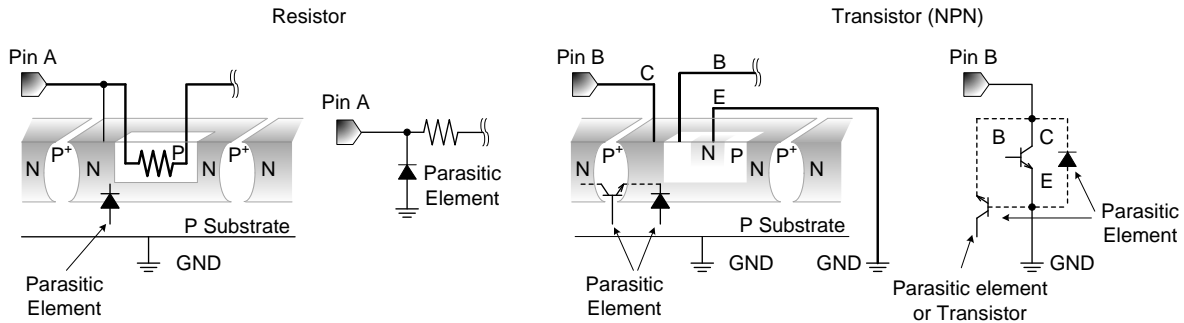 Resistor
Transistor (NPN)
Pin A
Pin A
N
P+
N
P
N
P+
N
Parasitic
Element
P Substrate
GND
Parasitic
Element
Pin B
C
B
E
N
P+
N
N
P
N
P+
N
P Substrate
GND
GND
Parasitic
Element
Pin B
B
C
E
Parasitic
Element
GND
Parasitic element
or Transistor